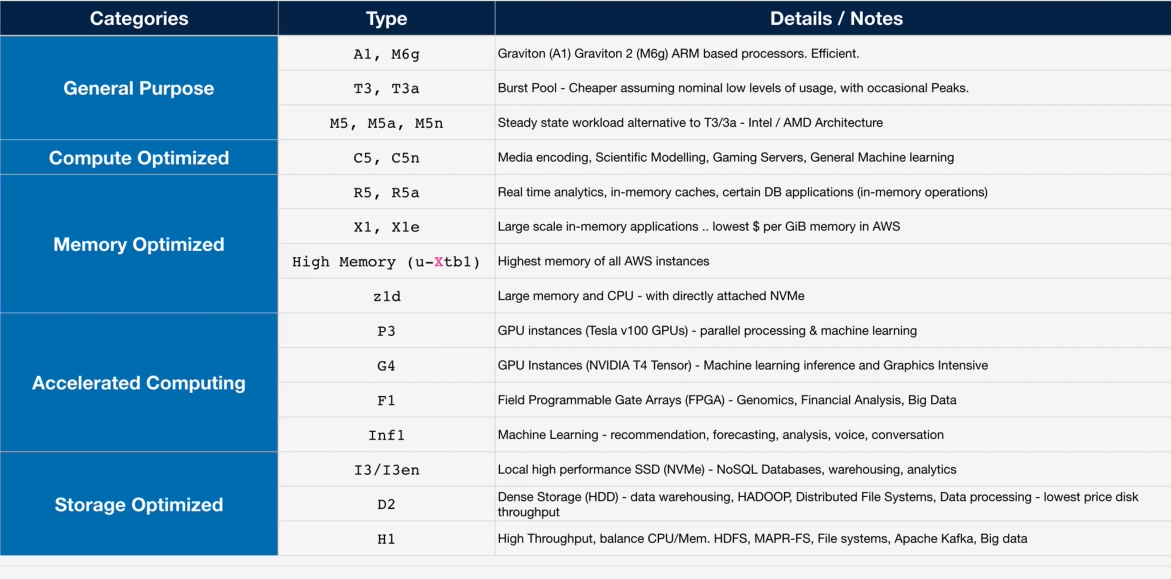 Categories Type Details / Notes
General Purpose
A1, M6g Graviton (A1) Graviton 2 (M6g) ARM based processors. Efficient.
T3, T3a Burst Pool - Cheaper assuming nominal low levels of usage, with occasional Peaks.
M5, M5a, M5n Steady state workload alternative to T3/3a - Intel / AMD Architecture
Compute Optimized
C5, C5n Media encoding, Scientific Modelling, Gaming Servers, General Machine learning
Memory Optimized
R5, R5a Real time analytics, in-memory caches, certain DB applications (in-memory operations)
X1, X1e Large scale in-memory applications .. lowest $ per GiB memory in AWS
High Memory (u-Xtb1) Highest memory of all AWS instances
z1d Large memory and CPU - with directly attached NVMe
Accelerated Computing
P3 GPU instances (Tesla v100 GPUs) - parallel processing & machine learning
G4 GPU Instances (NVIDIA T4 Tensor) - Machine learning inference and Graphics Intensive
F1 Field Programmable Gate Arrays (FPGA) - Genomics, Financial Analysis, Big Data
Inf1 Machine Learning - recommendation, forecasting, analysis, voice, conversation
Storage Optimized
I3/I3en Local high performance SSD (NVMe) - NoSQL Databases, warehousing, analytics
D2 Dense Storage (HDD) - data warehousing, HADOOP, Distributed File Systems, Data processing - lowest price disk
throughput
H1 High Throughput, balance CPU/Mem. HDFS, MAPR-FS, File systems, Apache Kafka, Big data